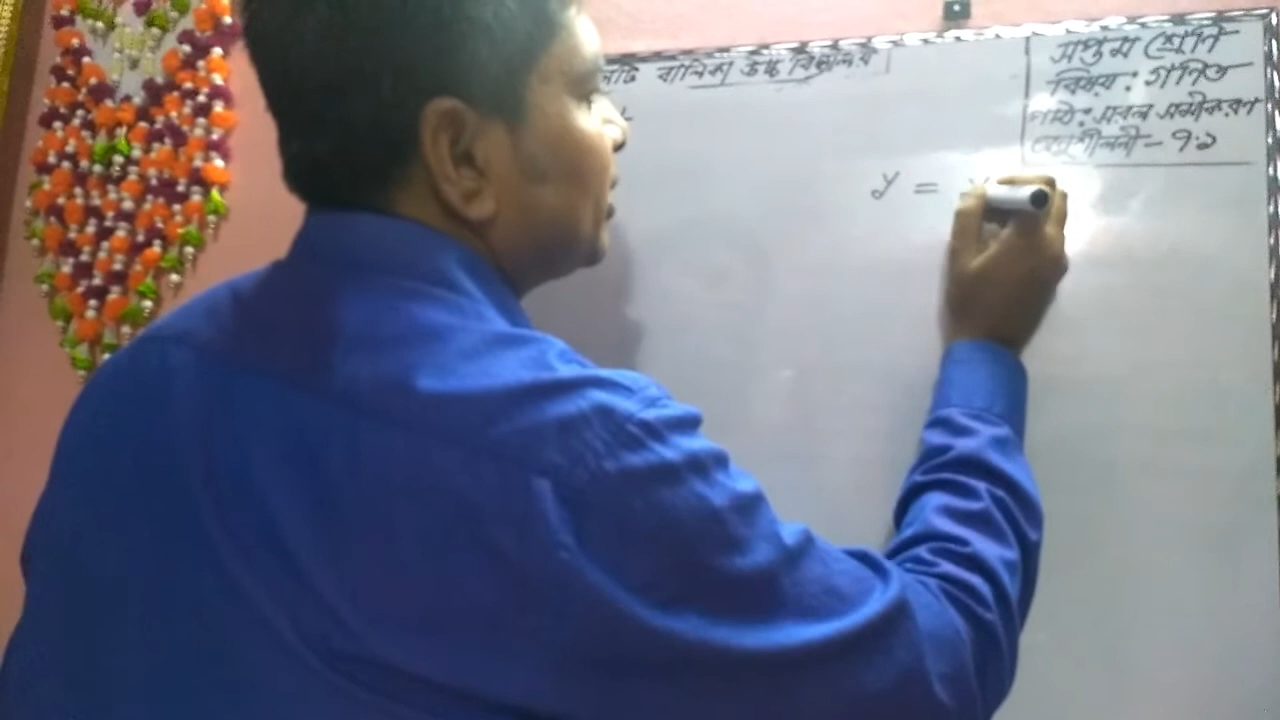 বালিকা উচ্চ বিদ্যালয়
সপ্তম শ্রেণি
বিষয় : গণিত
পাঠ : সরল সমীকরণ
অনুশীলনী - ৭.১
y =